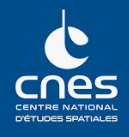 cnes
CENTRE NATIONAL
D'ÉTUDES SPATIALES